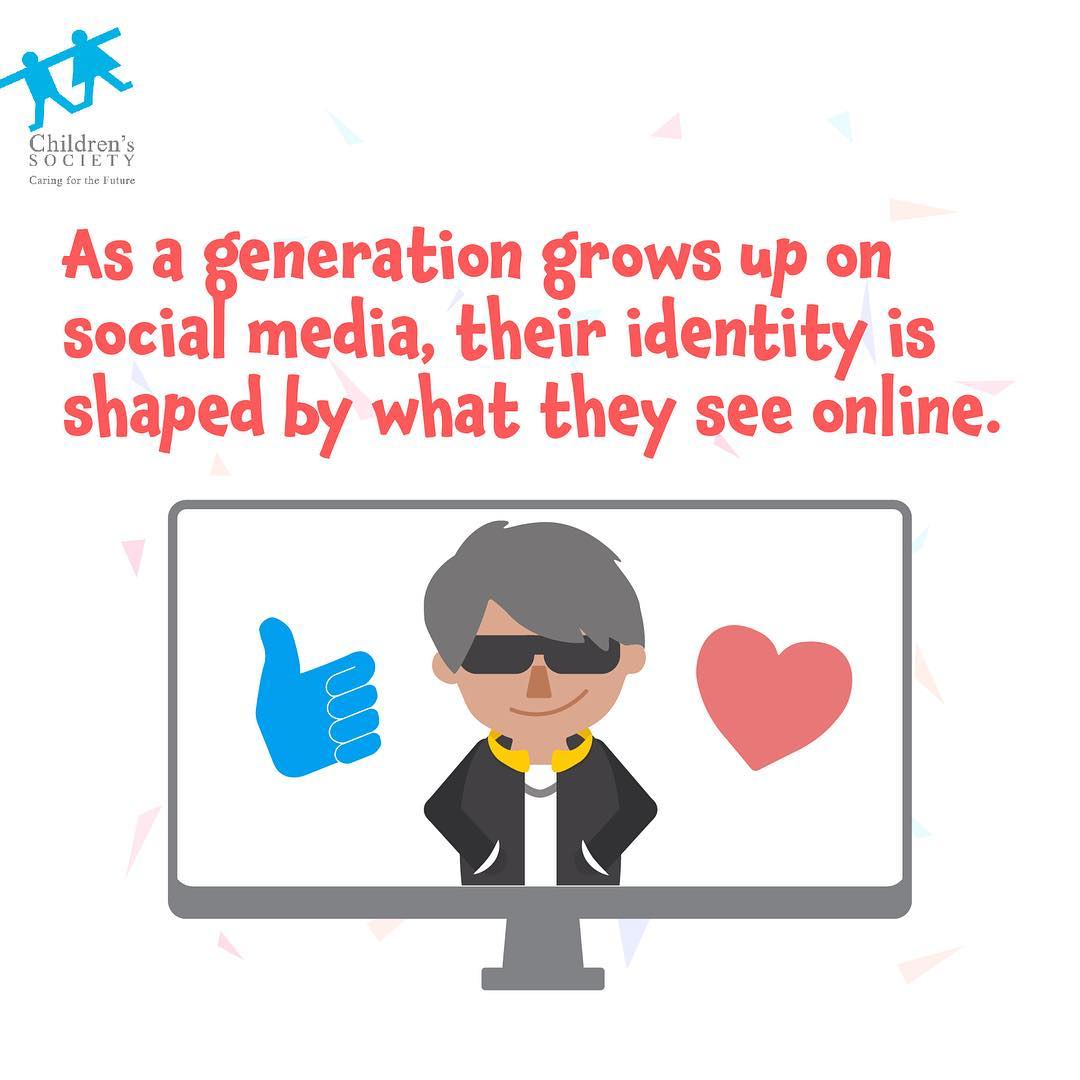 Children's
SOCIETY
Caring for the Future
As a generation grows up on
social media, their identity is
shaped by what they see online.